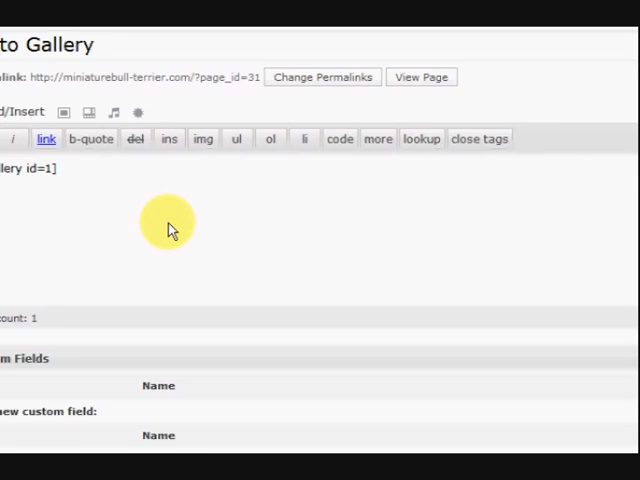 to Gallery
link: http://miniaturebull-terrier.com/?page_id=31 Change Permalinks View Page
d/Insert
i link b-quote del ins img ul ol li code more lookup close tags
llery id=1]
count: 1
m Fields
Name
new custom field:
Name